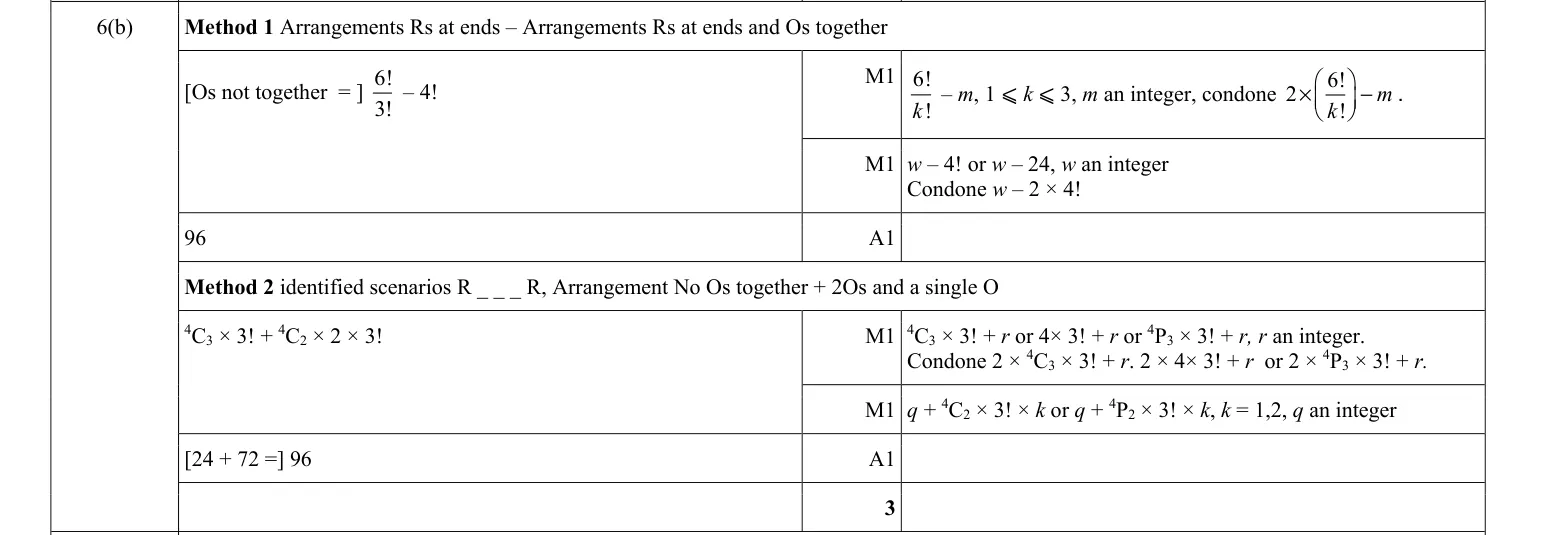 6(b)
Method 1 Arrangements Rs at ends – Arrangements Rs at ends and Os together
[Os not together = ] 6!/3! – 4!
M1
6!/k! – m, 1 ⩽ k ⩽ 3, m an integer, condone 2×(6!/k!) – m .
M1
w – 4! or w – 24, w an integer
Condone w – 2 × 4!
96
A1
Method 2 identified scenarios R _ _ _ R, Arrangement No Os together + 2Os and a single O
⁴C₃ × 3! + ⁴C₂ × 2 × 3!
M1
⁴C₃ × 3! + r or 4× 3! + r or ⁴P₃ × 3! + r, r an integer.
Condone 2 × ⁴C₃ × 3! + r. 2 × 4× 3! + r or 2 × ⁴P₃ × 3! + r.
M1
q + ⁴C₂ × 3! × k or q + ⁴P₂ × 3! × k, k = 1,2, q an integer
[24 + 72 =] 96
A1
3